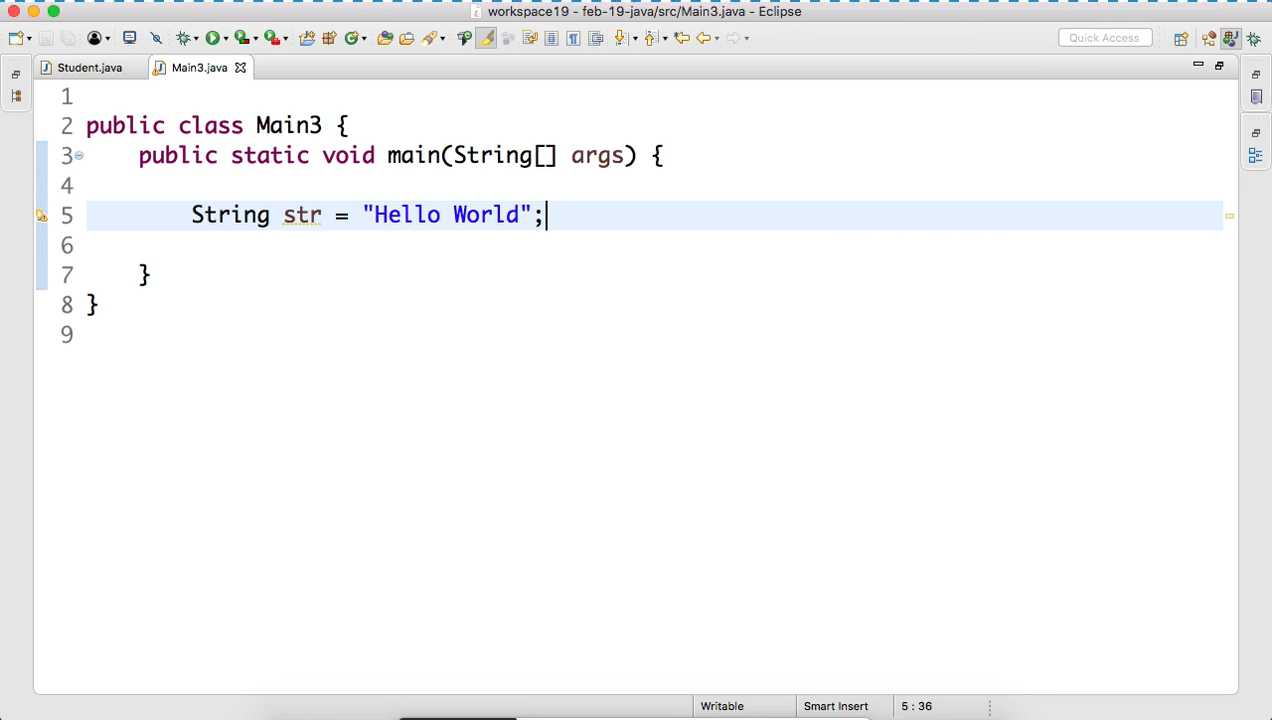 workspace19 - feb-19-java/src/Main3.java - Eclipse
Quick Access
Student.java
Main3.java
1
2 public class Main3 {
3 public static void main(String[] args) {
4
5 String str = "Hello World";
6
7 }
8 }
9
Writable
Smart Insert
5 : 36